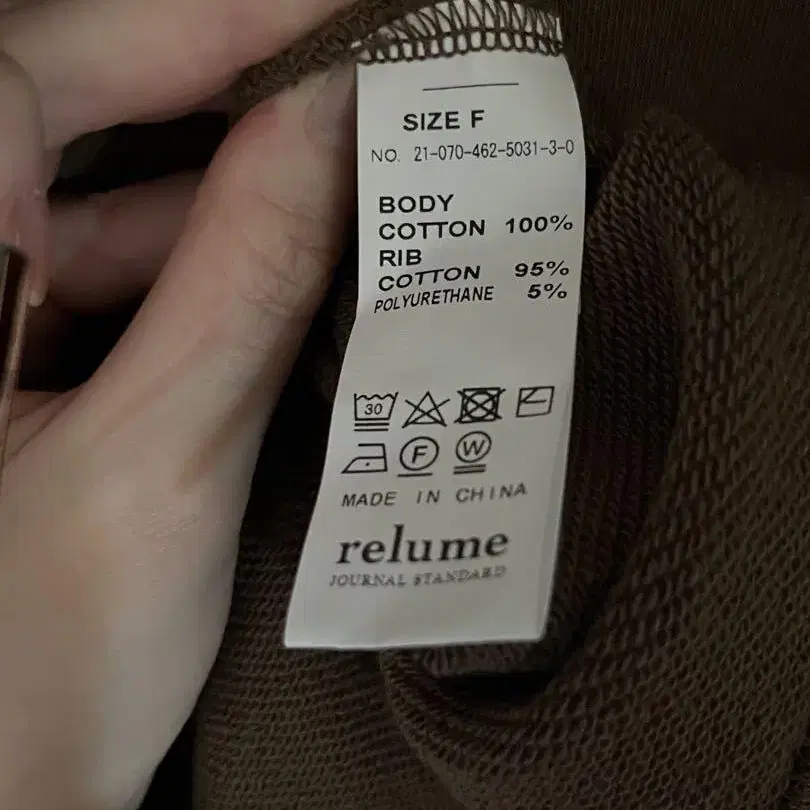 SIZE F
NO. 21-070-462-5031-3-0
BODY
COTTON 100%
RIB
COTTON 95%
POLYURETHANE 5%
30
F W
MADE IN CHINA
relume
JOURNAL STANDARD